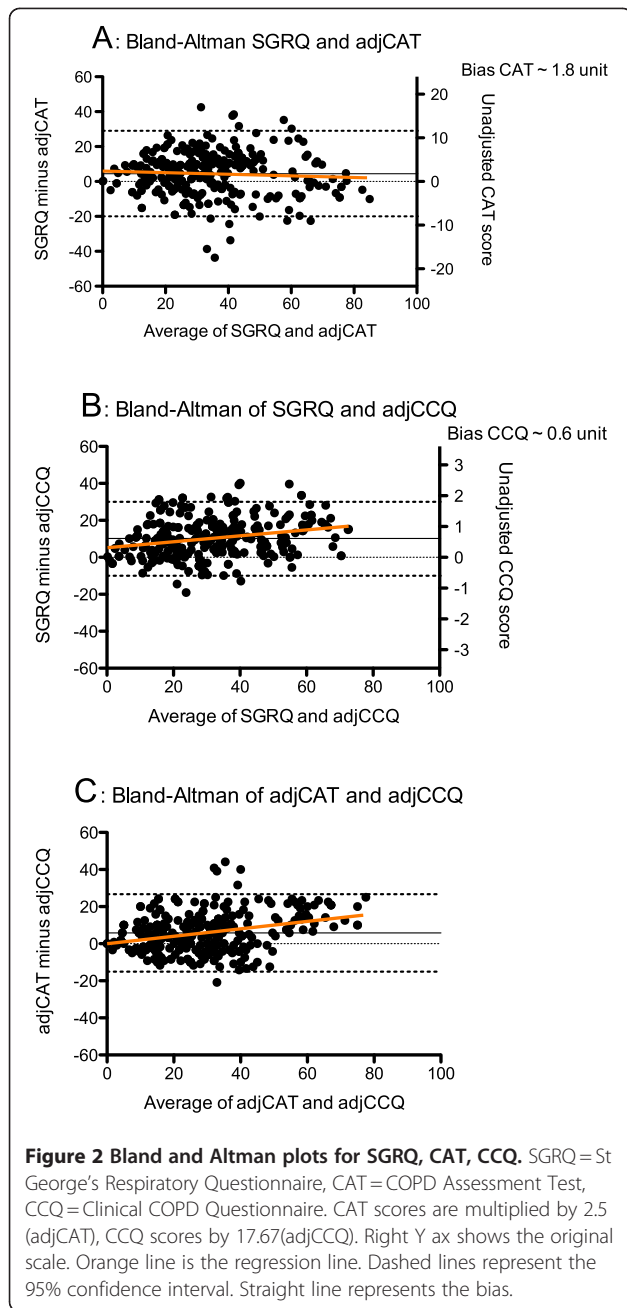 A: Bland-Altman SGRQ and adjCAT
Bias CAT ~ 1.8 unit
SGRQ minus adjCAT
60
40
20
0
-20
-40
-60
20
10
0
-10
-20
Unadjusted CAT score
0 20 40 60 80 100
Average of SGRQ and adjCAT
B: Bland-Altman of SGRQ and adjCCQ
Bias CCQ ~ 0.6 unit
SGRQ minus adjCCQ
60
40
20
0
-20
-40
-60
3
2
1
0
-1
-2
-3
Unadjusted CCQ score
0 20 40 60 80 100
Average of SGRQ and adjCCQ
C: Bland-Altman of adjCAT and adjCCQ
adjCAT minus adjCCQ
60
40
20
0
-20
-40
-60
0 20 40 60 80 100
Average of adjCAT and adjCCQ
Figure 2 Bland and Altman plots for SGRQ, CAT, CCQ. SGRQ = St
George's Respiratory Questionnaire, CAT = COPD Assessment Test,
CCQ = Clinical COPD Questionnaire. CAT scores are multiplied by 2.5
(adjCAT), CCQ scores by 17.67(adjCCQ). Right Y ax shows the original
scale. Orange line is the regression line. Dashed lines represent the
95% confidence interval. Straight line represents the bias.